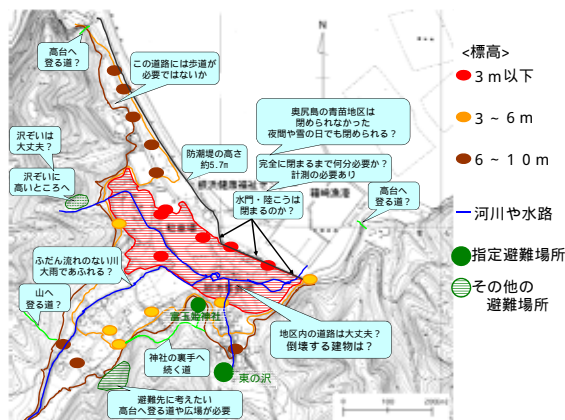 <標高>
3m以下
3~6m
6~10m
河川や水路
指定避難場所
その他の
避難場所
N
高台へ
登る道?
この道路には歩道が
必要ではないか
奥尻島の青苗地区は
閉められなかった
夜間や雪の日でも閉められる?
沢ぞいは
大丈夫?
防潮堤の高さ
約5.7m
完全に閉まるまで何分必要か?
計測の必要あり
沢ぞいに
高いところへ
水門・陸こうは
閉まるのか?
高台へ
登る道?
ふだん流れのない川
大雨であふれる?
山へ
登る道?
富玉姫神社
地区内の道路は大丈夫?
倒壊する建物は?
神社の裏手へ
続く道
東の沢
避難先に考えたい
高台へ登る道や広場が必要
0 100 200m